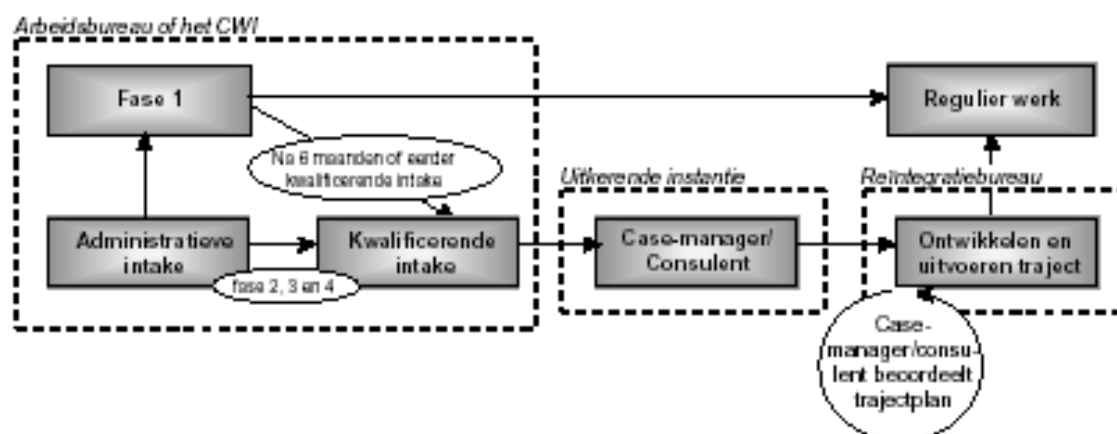 Arbeidsbureau of het CWI
Fase 1
Regulier werk
Na 6 maanden of eerder
kwalificerende intake
Uitkerende instantie
Reïntegratiebureau
Administratieve
intake
Kwalificerende
intake
Case-manager/
Consulent
Ontwikkelen en
uitvoeren traject
fase 2, 3 en 4
Case-
manager/consu-
lent beoordeelt
trajectplan